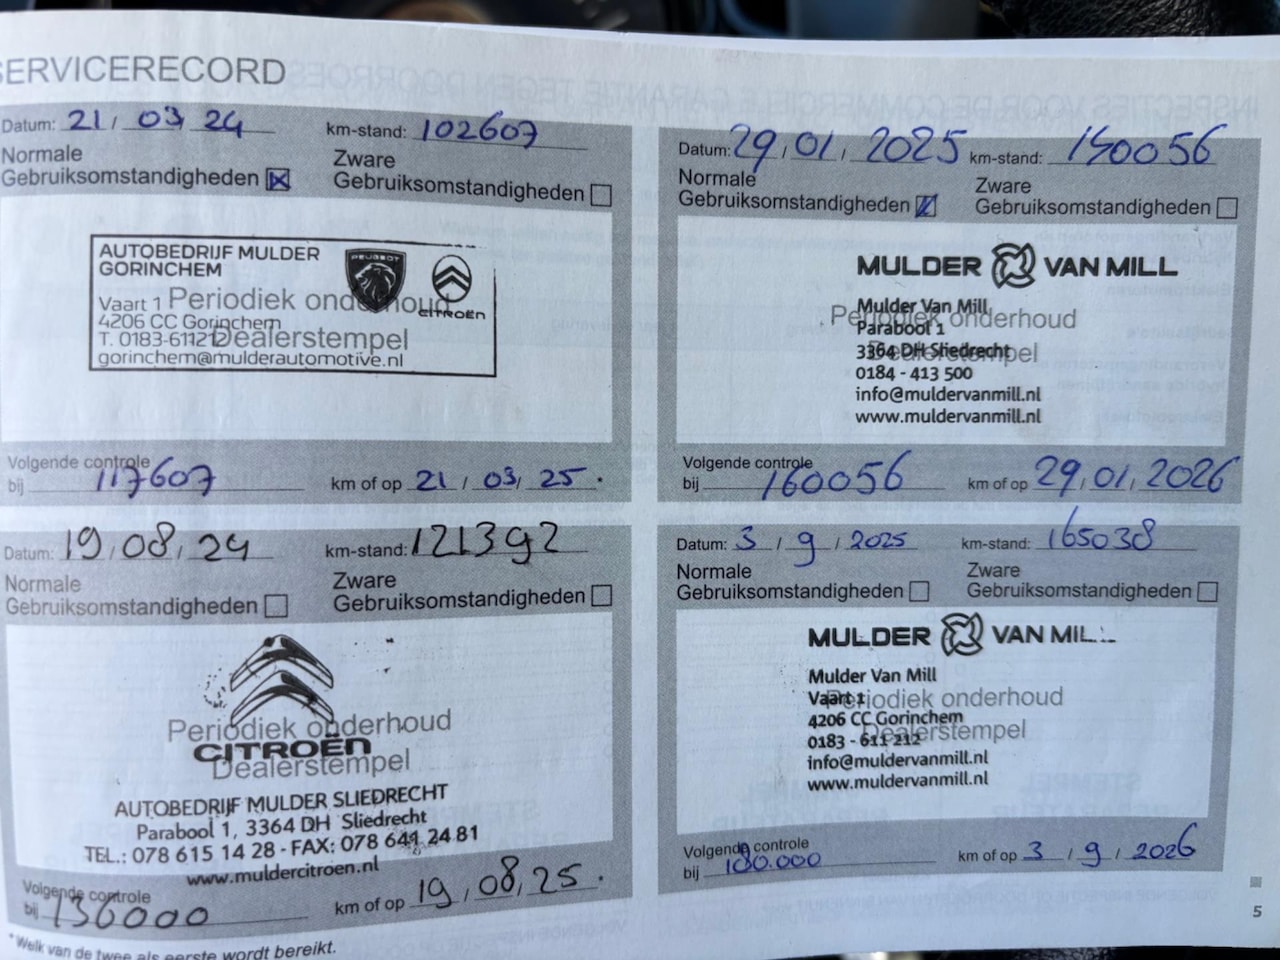 SERVICERECORD
Datum: 21 / 03 24 km-stand: 102607
Normale Gebruiksomstandigheden Zware Gebruiksomstandigheden
AUTOBEDRIJF MULDER
GORINCHEM
PEUGEOT
CITROËN
Vaart 1
4206 CC Gorinchem
T. 0183-611212
gorinchem@mulderautomotive.nl
Periodiek onderhoud
Dealerstempel
Volgende controle
bij 117607 km of op 21 / 03 / 25.
Datum: 29 / 01 / 2025 km-stand: 140056
Normale Gebruiksomstandigheden Zware Gebruiksomstandigheden
MULDER VAN MILL
Mulder Van Mill
Parabool 1
3364 DH Sliedrecht
0184 - 413 500
info@muldervanmill.nl
www.muldervanmill.nl
Periodiek onderhoud
Dealerstempel
Volgende controle
bij 160056 km of op 29, 01, 2026
Datum: 19, 08, 24 km-stand: 121392
Normale Gebruiksomstandigheden Zware Gebruiksomstandigheden
Periodiek onderhoud
CITROËN
Dealerstempel
AUTOBEDRIJF MULDER SLIEDRECHT
Parabool 1, 3364 DH Sliedrecht
TEL.: 078 615 14 28 - FAX: 078 641 24 81
www.muldercitroen.nl
Volgende controle
bij 136000 km of op 19, 08, 25.
Datum: 3 / 9 / 2025 km-stand: 165038
Normale Gebruiksomstandigheden Zware Gebruiksomstandigheden
MULDER VAN MILL
Mulder Van Mill
Vaart 1
4206 CC Gorinchem
0183 - 611 212
info@muldervanmill.nl
www.muldervanmill.nl
Periodiek onderhoud
Dealerstempel
Volgende controle
bij 180.000 km of op 3 / 9 / 2026
*Welk van de twee als eerste wordt bereikt.
5